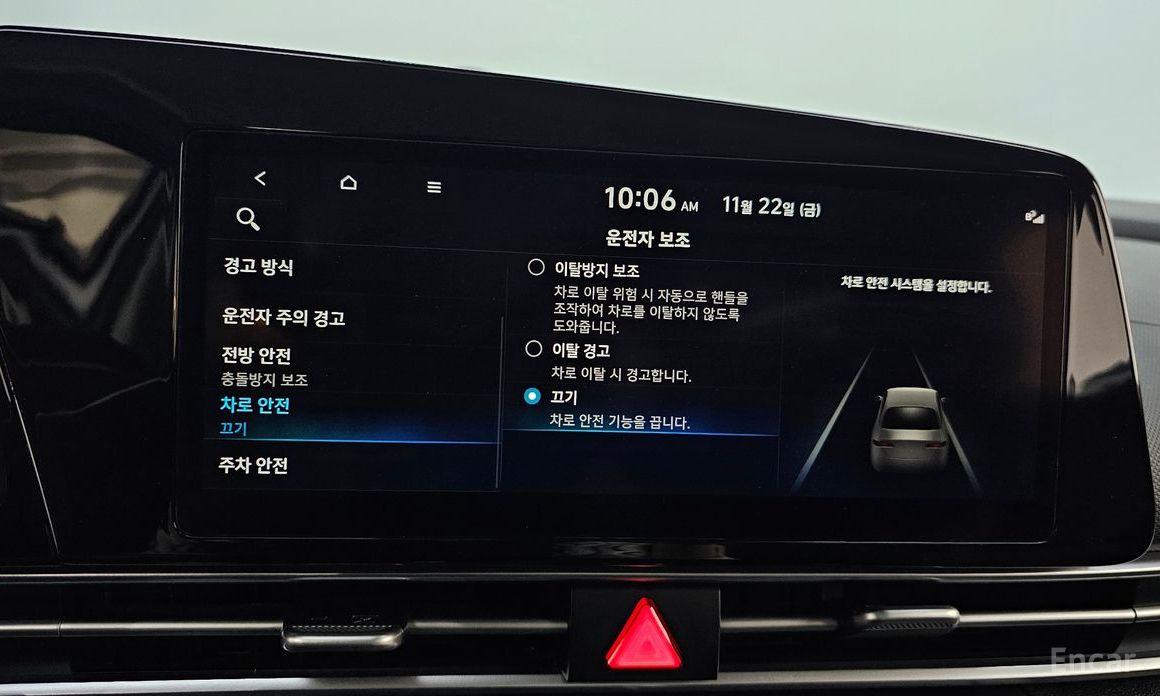 10:06 AM 11월 22일 (금)
운전자 보조
경고 방식
운전자 주의 경고
전방 안전
충돌방지 보조
차로 안전
끄기
주차 안전
이탈방지 보조
차로 이탈 위험 시 자동으로 핸들을
조작하여 차로를 이탈하지 않도록
도와줍니다.
이탈 경고
차로 이탈 시 경고합니다.
끄기
차로 안전 기능을 끕니다.
차로 안전 시스템을 설정합니다.
Encar